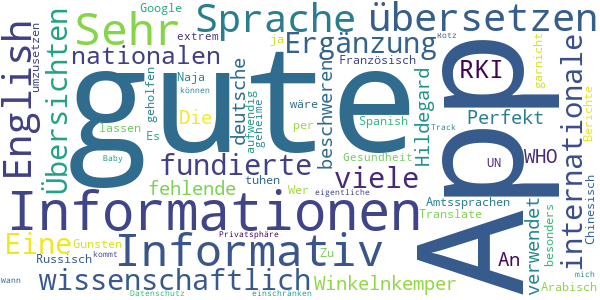 Google
Sehr
Sprache
übersetzen
extrem
ja
Ergänzung
Rotz
nationalen
Französisch
English
umzusetzen
Übersichten
Naja
geholfen
können
gute
App
RKI
garnicht
internationale
Berichte
Die
deutsche
aufwendig
geheime
wäre
beschweren
Hildegard
Perfekt
lassen
Es
per
Spanish
Track
Baby
fundierte
Gesundheit
viele
UN
WHO
fehlende
tuhen
Wer
eigentliche
Amtssprachen
Translate
verwendet
besonders
Chinesisch
Informationen
Eine
Gunsten
Informativ
Privatsphäre
kommt
Zu
An
Russisch
wissenschaftlich
Winkelnkemper
mich
Arabisch
wann
Datenschutz
einschränken